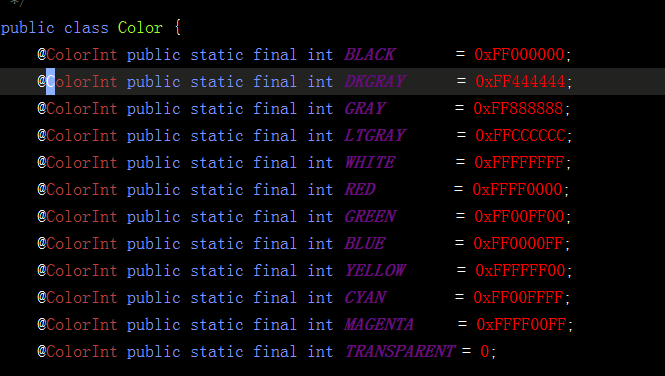 */
public class Color {
@ColorInt public static final int BLACK = 0xFF000000;
@ColorInt public static final int DKGRAY = 0xFF444444;
@ColorInt public static final int GRAY = 0xFF888888;
@ColorInt public static final int LTGRAY = 0xFFCCCCCC;
@ColorInt public static final int WHITE = 0xFFFFFFFF;
@ColorInt public static final int RED = 0xFFFF0000;
@ColorInt public static final int GREEN = 0xFF00FF00;
@ColorInt public static final int BLUE = 0xFF0000FF;
@ColorInt public static final int YELLOW = 0xFFFFFF00;
@ColorInt public static final int CYAN = 0xFF00FFFF;
@ColorInt public static final int MAGENTA = 0xFFFF00FF;
@ColorInt public static final int TRANSPARENT = 0;